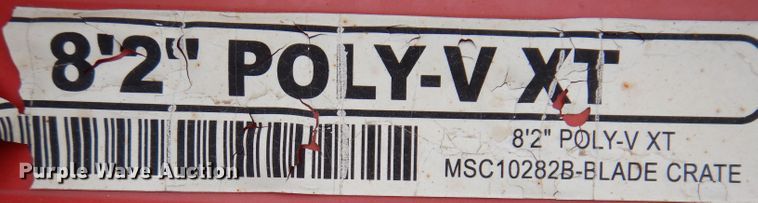 8'2" POLY-V XT
8'2" POLY-V XT
MSC10282B-BLADE CRATE
Purple Wave Auction